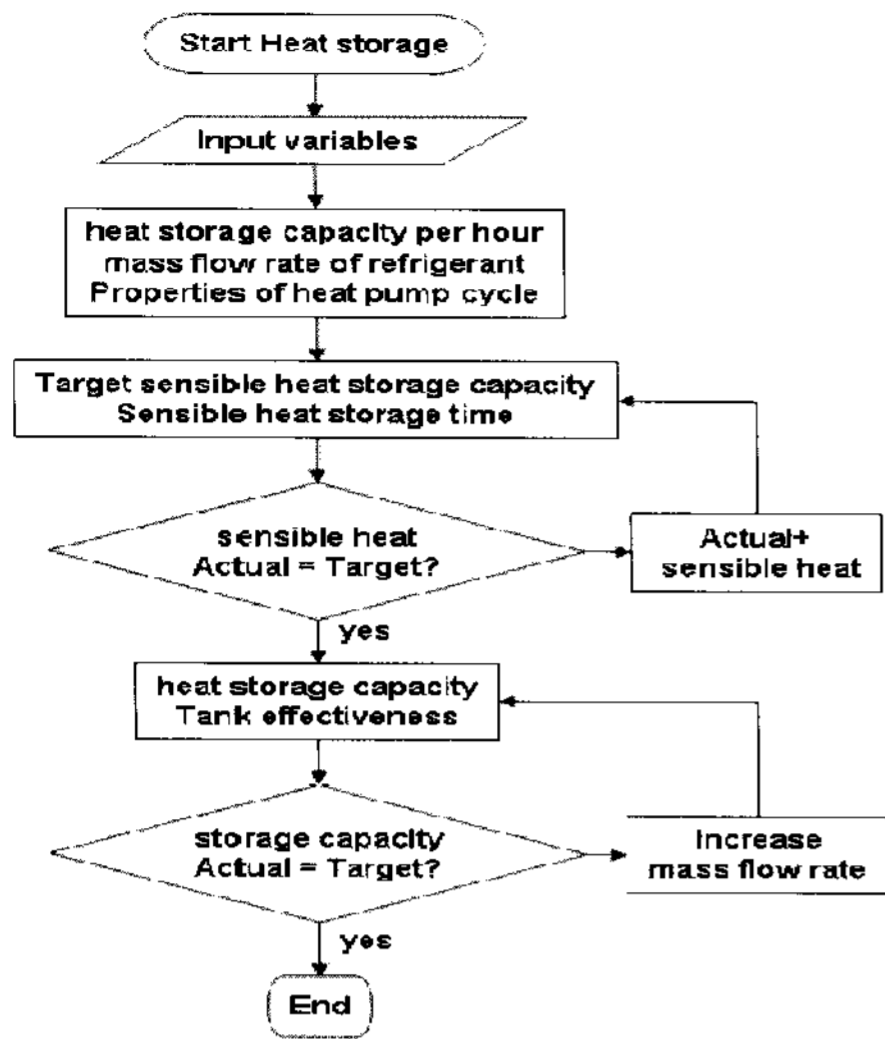 Start Heat storage
Input variables
heat storage capacity per hour
mass flow rate of refrigerant
Properties of heat pump cycle
Target sensible heat storage capacity
Sensible heat storage time
sensible heat
Actual = Target?
Actual+
sensible heat
yes
heat storage capacity
Tank effectiveness
storage capacity
Actual = Target?
Increase
mass flow rate
yes
End